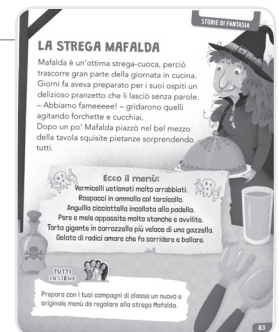 STORIE DI FANTASIA
LA STREGA MAFALDA
Mafalda è un'ottima strega-cuoca, perciò
trascorre gran parte della giornata in cucina.
Giorni fa aveva preparato per i suoi ospiti un
delizioso pranzetto che li lasciò senza parole.
– Abbiamo fameeeee! – gridarono quelli
agitando forchette e cucchiai.
Dopo un po' Mafalda piazzò nel bel mezzo
della tavola squisite pietanze sorprendendo
tutti.
Ecco il menù:
Vermicelli ustionati molto arrabbiati.
Rospacci in ammollo col torcicollo.
Anguilla cicciottella incollata alla padella.
Pere e mele appassite molto stanche e avvilite.
Torta gigante in carrozzella più veloce di una gazzella.
Gelato di radici amare che fa sorridere e ballare.
TUTTI
INSIEME
Prepara con i tuoi compagni di classe un nuovo e
originale menù da regalare alla strega Mafalda.
83